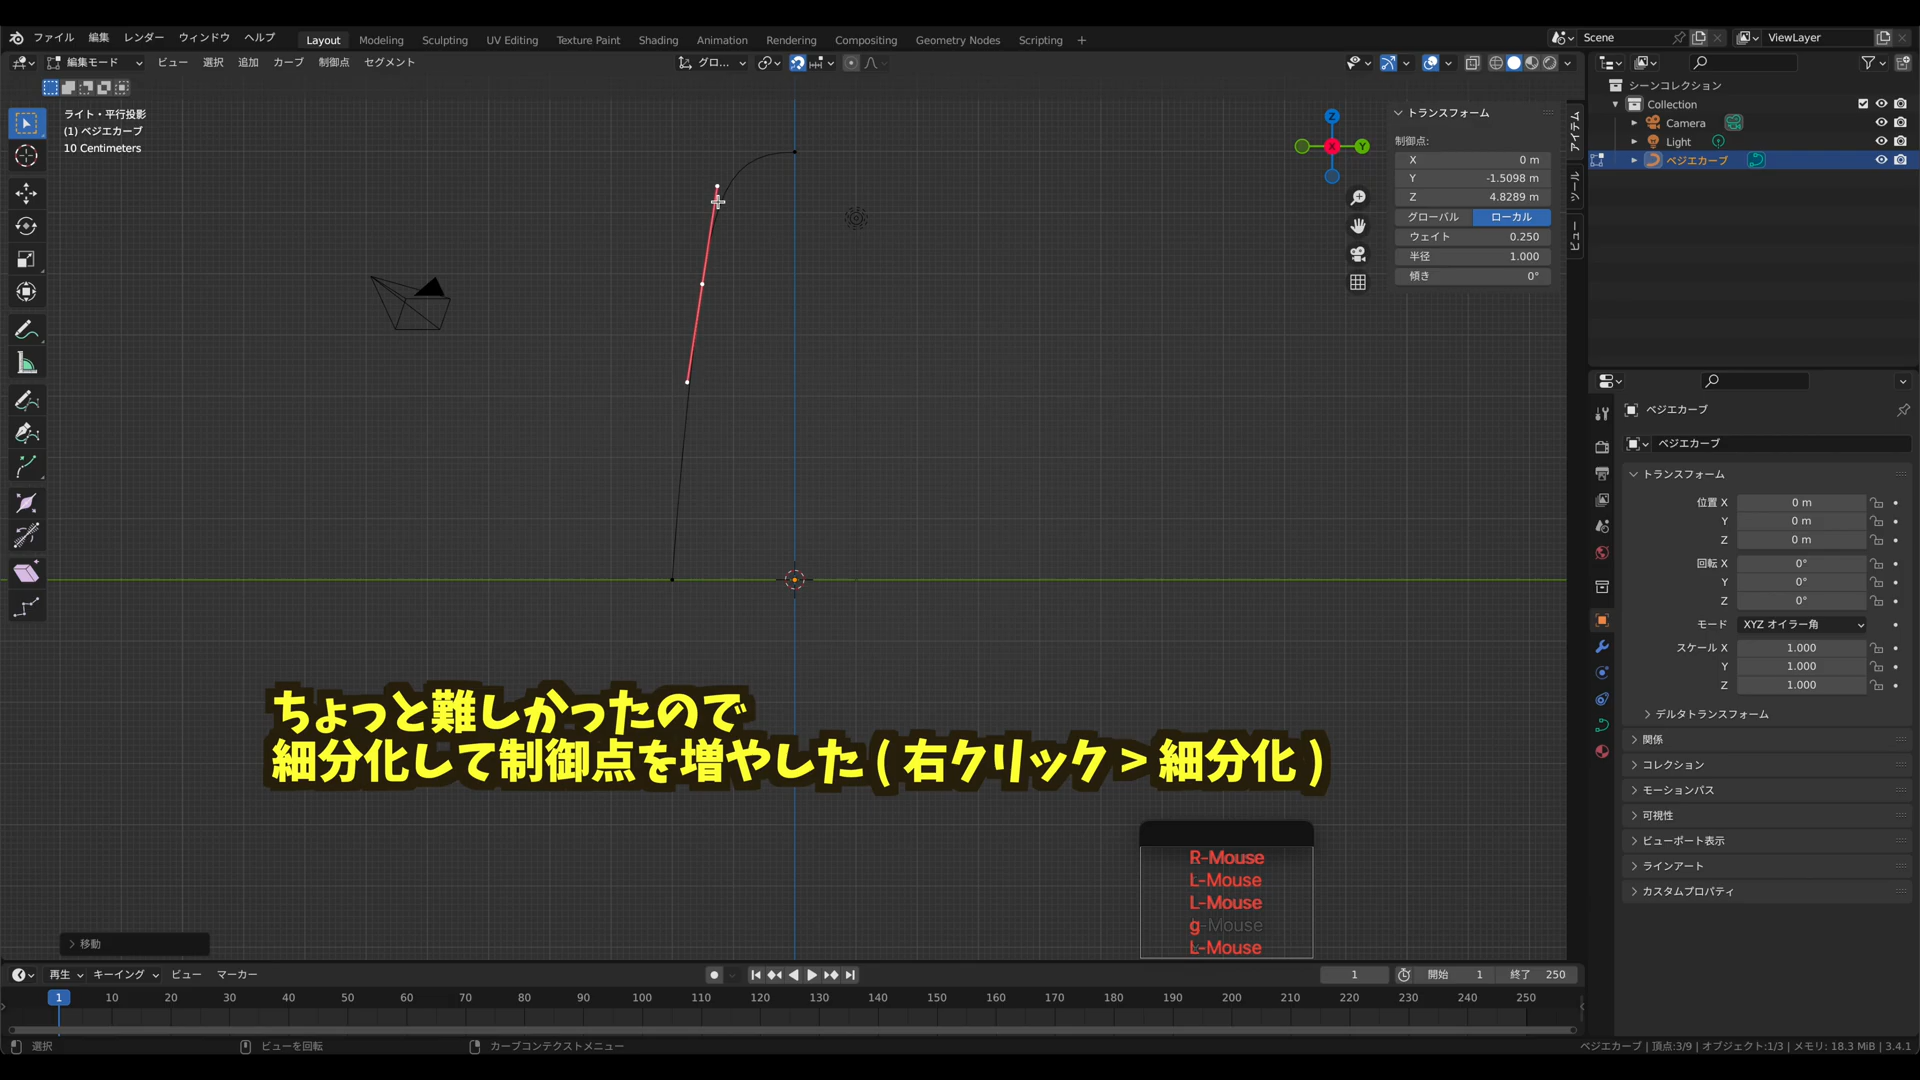 ファイル 編集 レンダー ウィンドウ ヘルプ Layout Modeling Sculpting UV Editing Texture Paint Shading Animation Rendering Compositing Geometry Nodes Scripting +
Scene ViewLayer
編集モード ビュー 選択 追加 カーブ 制御点 セグメント
グロ...
ライト・平行投影
(1) ベジエカーブ
10 Centimeters
Z
Y
X
トランスフォーム
制御点:
X 0 m
Y -1.5098 m
Z 4.8289 m
グローバル ローカル
ウェイト 0.250
半径 1.000
傾き 0°
アイテム
ツール
ビュー
シーンコレクション
Collection
Camera
Light
ベジエカーブ
ベジエカーブ
ベジエカーブ
トランスフォーム
位置 X 0 m
Y 0 m
Z 0 m
回転 X 0°
Y 0°
Z 0°
モード XYZ オイラー角
スケール X 1.000
Y 1.000
Z 1.000
デルタトランスフォーム
関係
コレクション
モーションパス
可視性
ビューポート表示
ラインアート
カスタムプロパティ
ちょっと難しかったので
細分化して制御点を増やした ( 右クリック > 細分化 )
R-Mouse
L-Mouse
L-Mouse
g-Mouse
L-Mouse
移動
再生 キーイング ビュー マーカー
1 開始 1 終了 250
1 10 20 30 40 50 60 70 80 90 100 110 120 130 140 150 160 170 180 190 200 210 220 230 240 250
選択 ビューを回転 カーブコンテクストメニュー
ベジエカーブ | 頂点:3/9 | オブジェクト:1/3 | メモリ: 18.3 MiB | 3.4.1